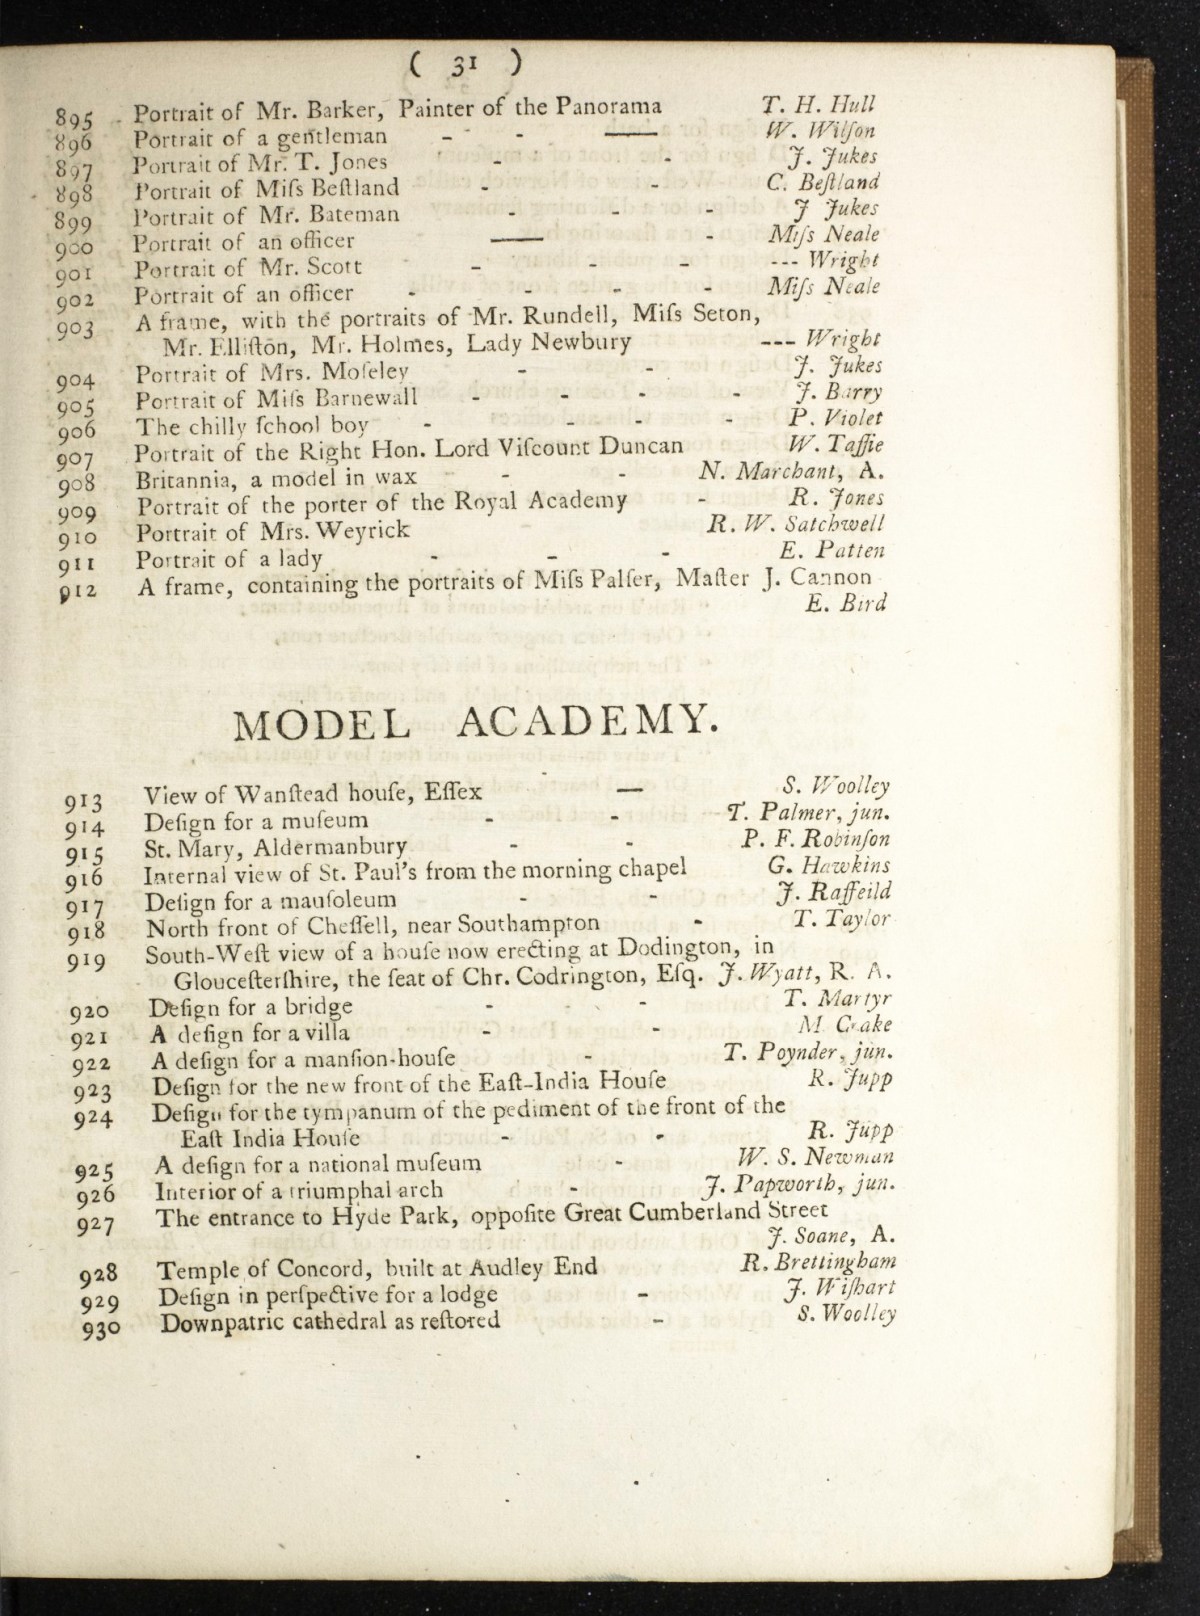 ( 31 )
895 Portrait of Mr. Barker, Painter of the Panorama T. H. Hull
896 Portrait of a gentleman - - — W. Wilſon
897 Portrait of Mr. T. Jones - - J. Jukes
898 Portrait of Miſs Beſtland - - C. Beſtland
899 Portrait of Mr. Bateman - - - J Jukes
900 Portrait of an officer — - Miſs Neale
901 Portrait of Mr. Scott - - - --- Wright
902 Portrait of an officer - - - - Miſs Neale
903 A frame, with the portraits of Mr. Rundell, Miſs Seton,
Mr. Elliſton, Mr. Holmes, Lady Newbury --- Wright
904 Portrait of Mrs. Moſeley - - J. Jukes
905 Portrait of Miſs Barnewall - - - - J. Barry
906 The chilly ſchool boy - - - - P. Violet
907 Portrait of the Right Hon. Lord Viſcount Duncan W. Taſſie
908 Britannia, a model in wax - - N. Marchant, A.
909 Portrait of the porter of the Royal Academy - R. Jones
910 Portrait of Mrs. Weyrick R. W. Satchwell
911 Portrait of a lady - - - E. Patten
912 A frame, containing the portraits of Miſs Palſer, Maſter J. Cannon
E. Bird
MODEL ACADEMY.
913 View of Wanſtead houſe, Eſſex — S. Woolley
914 Deſign for a muſeum - - T. Palmer, jun.
915 St. Mary, Aldermanbury - - P. F. Robinſon
916 Internal view of St. Paul's from the morning chapel G. Hawkins
917 Deſign for a mauſoleum - - J. Raffeild
918 North front of Cheſſell, near Southampton - T. Taylor
919 South-Weſt view of a houſe now erecting at Dodington, in
Glouceſterſhire, the ſeat of Chr. Codrington, Eſq. J. Wyatt, R. A.
920 Deſign for a bridge - - T. Martyr
921 A deſign for a villa - - M. Crake
922 A deſign for a manſion-houſe - T. Poynder, jun.
923 Deſign for the new front of the Eaſt-India Houſe R. Jupp
924 Deſign for the tympanum of the pediment of the front of the
Eaſt India Houſe - - R. Jupp
925 A deſign for a national muſeum - W. S. Newman
926 Interior of a triumphal arch - J. Papworth, jun.
927 The entrance to Hyde Park, oppoſite Great Cumberland Street
J. Soane, A.
928 Temple of Concord, built at Audley End R. Brettingham
929 Deſign in perſpective for a lodge - J. Wiſhart
930 Downpatric cathedral as reſtored - S. Woolley